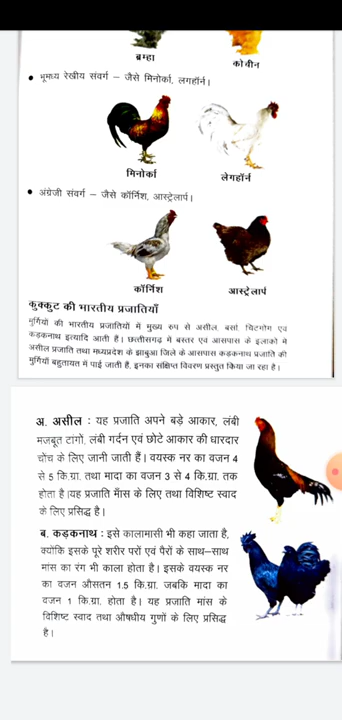 ब्रम्हा
कोचीन
• भूमध्य रेखीय संवर्ग – जैसे मिनोर्का, लगहॉर्न।
मिनोर्का
लेगहॉर्न
• अंग्रेजी संवर्ग – जैसे कॉर्निश, आस्ट्रेलार्प।
कॉर्निश
आस्ट्रेलार्प
कुक्कुट की भारतीय प्रजातियाँ
मुर्गियों की भारतीय प्रजातियों में मुख्य रुप से असील, बसरा, चिटगोंग एवं
कड़कनाथ इत्यादि आती हैं। छत्तीसगढ़ में बस्तर एवं आसपास के इलाको में
असील प्रजाति तथा मध्यप्रदेश के झाबुआ जिले के आसपास कड़कनाथ प्रजाति की
मुर्गियाँ बहुतायत में पाई जाती हैं, इनका संक्षिप्त विवरण प्रस्तुत किया जा रहा है।
अ. असील : यह प्रजाति अपने बड़े आकार, लंबी
मजबूत टांगों, लंबी गर्दन एवं छोटे आकार की धारदार
चोंच के लिए जानी जाती हैं। वयस्क नर का वजन 4
से 5 कि.ग्रा. तथा मादा का वजन 3 से 4 कि.ग्रा. तक
होता है।यह प्रजाति माँस के लिए तथा विशिष्ट स्वाद
के लिए प्रसिद्ध है।
ब. कड़कनाथ : इसे कालामासी भी कहा जाता है,
क्योंकि इसके पूरे शरीर परों एवं पैरों के साथ–साथ
मांस का रंग भी काला होता है। इसके वयस्क नर
का वजन औसतन 1.5 कि.ग्रा. जबकि मादा का
वजन 1 कि.ग्रा. होता है। यह प्रजाति मांस के
विशिष्ट स्वाद तथा औषधीय गुणों के लिए प्रसिद्ध
है।